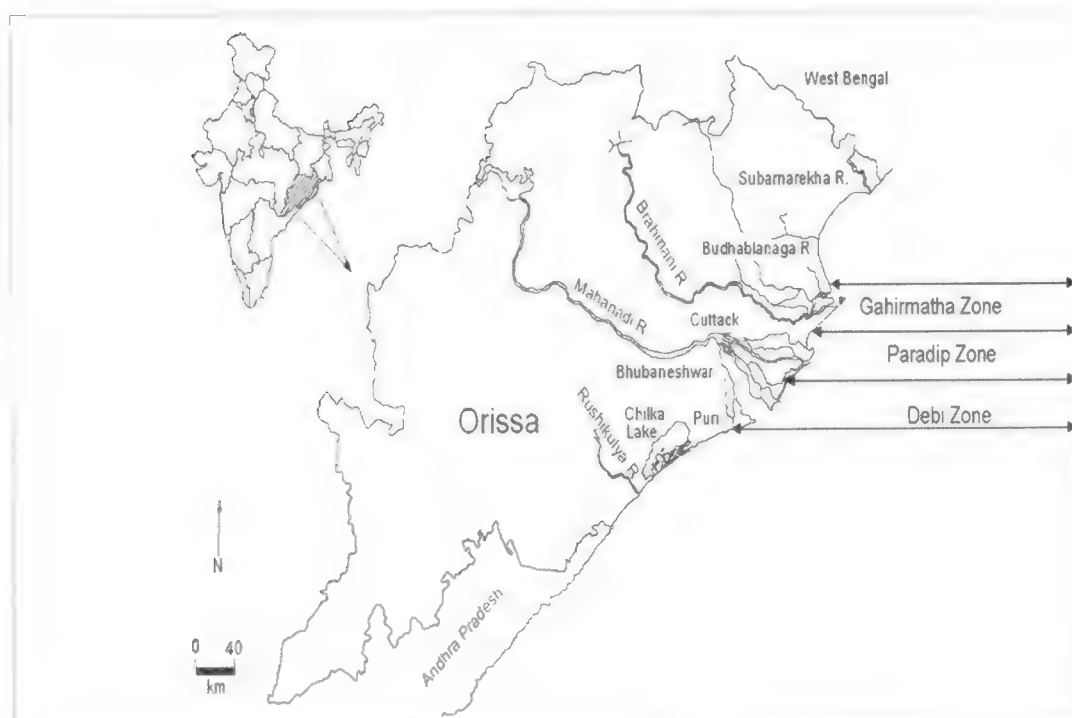 West Bengal
Subarnarekha R.
Brahmani R
Budhablanaga R
Gahirmatha Zone
Mahanadi R
Cuttack
Paradip Zone
Bhubaneshwar
Orissa
Rushikulya R
Chilka
Lake
Puri
Debi Zone
N
0 40
km
Andhra Pradesh